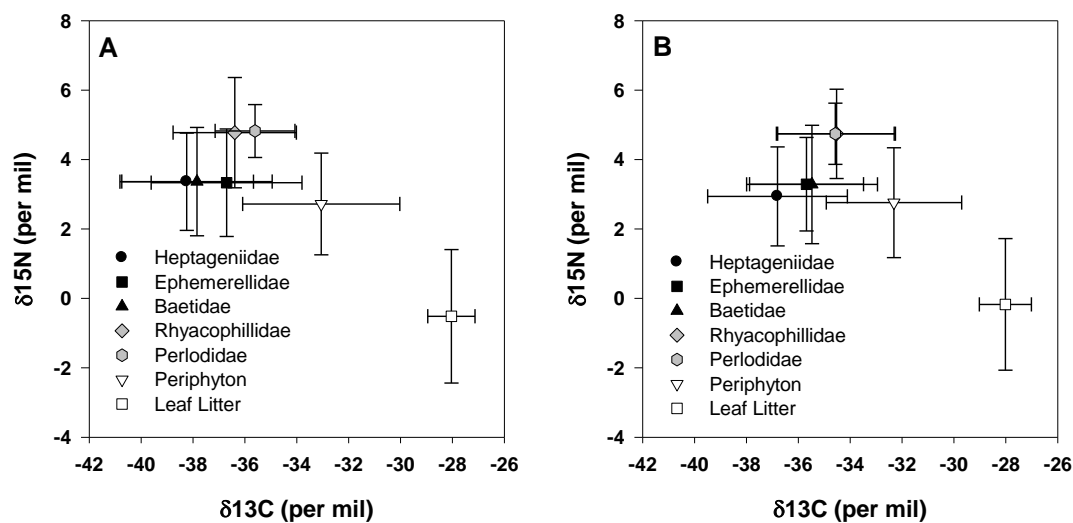 A
8
6
4
2
0
-2
-4
δ15N (per mil)
Heptageniidae
Ephemerellidae
Baetidae
Rhyacophillidae
Perlodidae
Periphyton
Leaf Litter
-42 -40 -38 -36 -34 -32 -30 -28 -26
δ13C (per mil)
B
8
6
4
2
0
-2
-4
δ15N (per mil)
Heptageniidae
Ephemerellidae
Baetidae
Rhyacophillidae
Perlodidae
Periphyton
Leaf Litter
-42 -40 -38 -36 -34 -32 -30 -28 -26
δ13C (per mil)